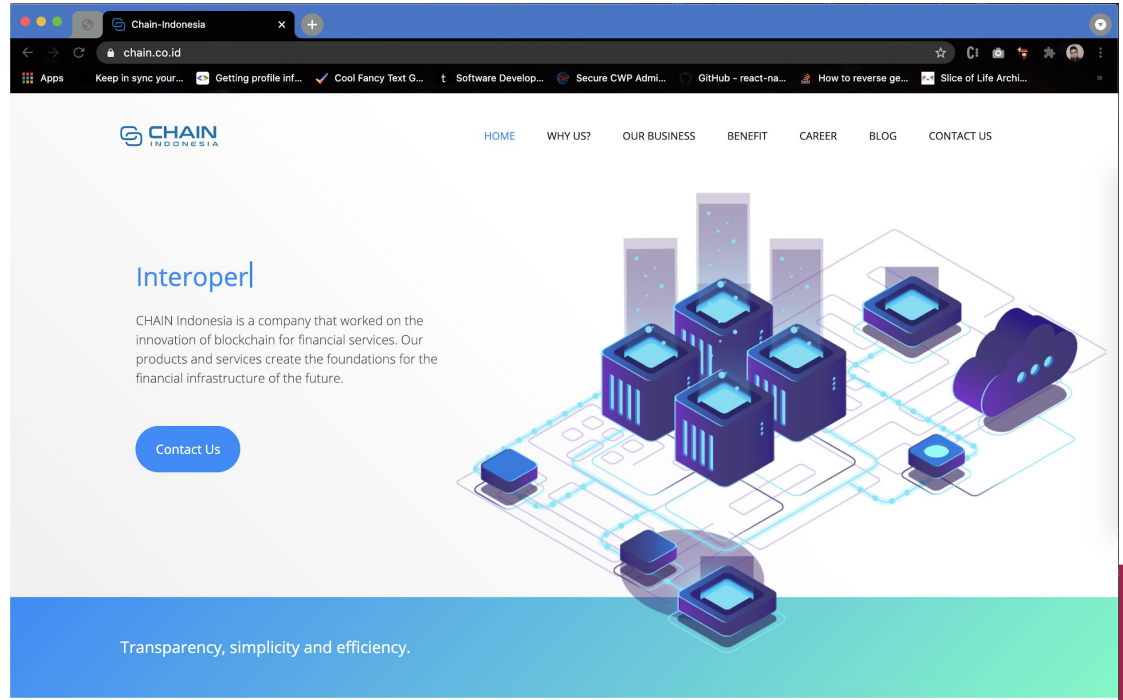 Chain-Indonesia
chain.co.id
Apps Keep in sync your... Getting profile inf... Cool Fancy Text G... t Software Develop... Secure CWP Admi... GitHub - react-na... How to reverse ge... Slice of Life Archi...
CHAIN
INDONESIA
HOME WHY US? OUR BUSINESS BENEFIT CAREER BLOG CONTACT US
Interoper
CHAIN Indonesia is a company that worked on the
innovation of blockchain for financial services. Our
products and services create the foundations for the
financial infrastructure of the future.
Contact Us
Transparency, simplicity and efficiency.